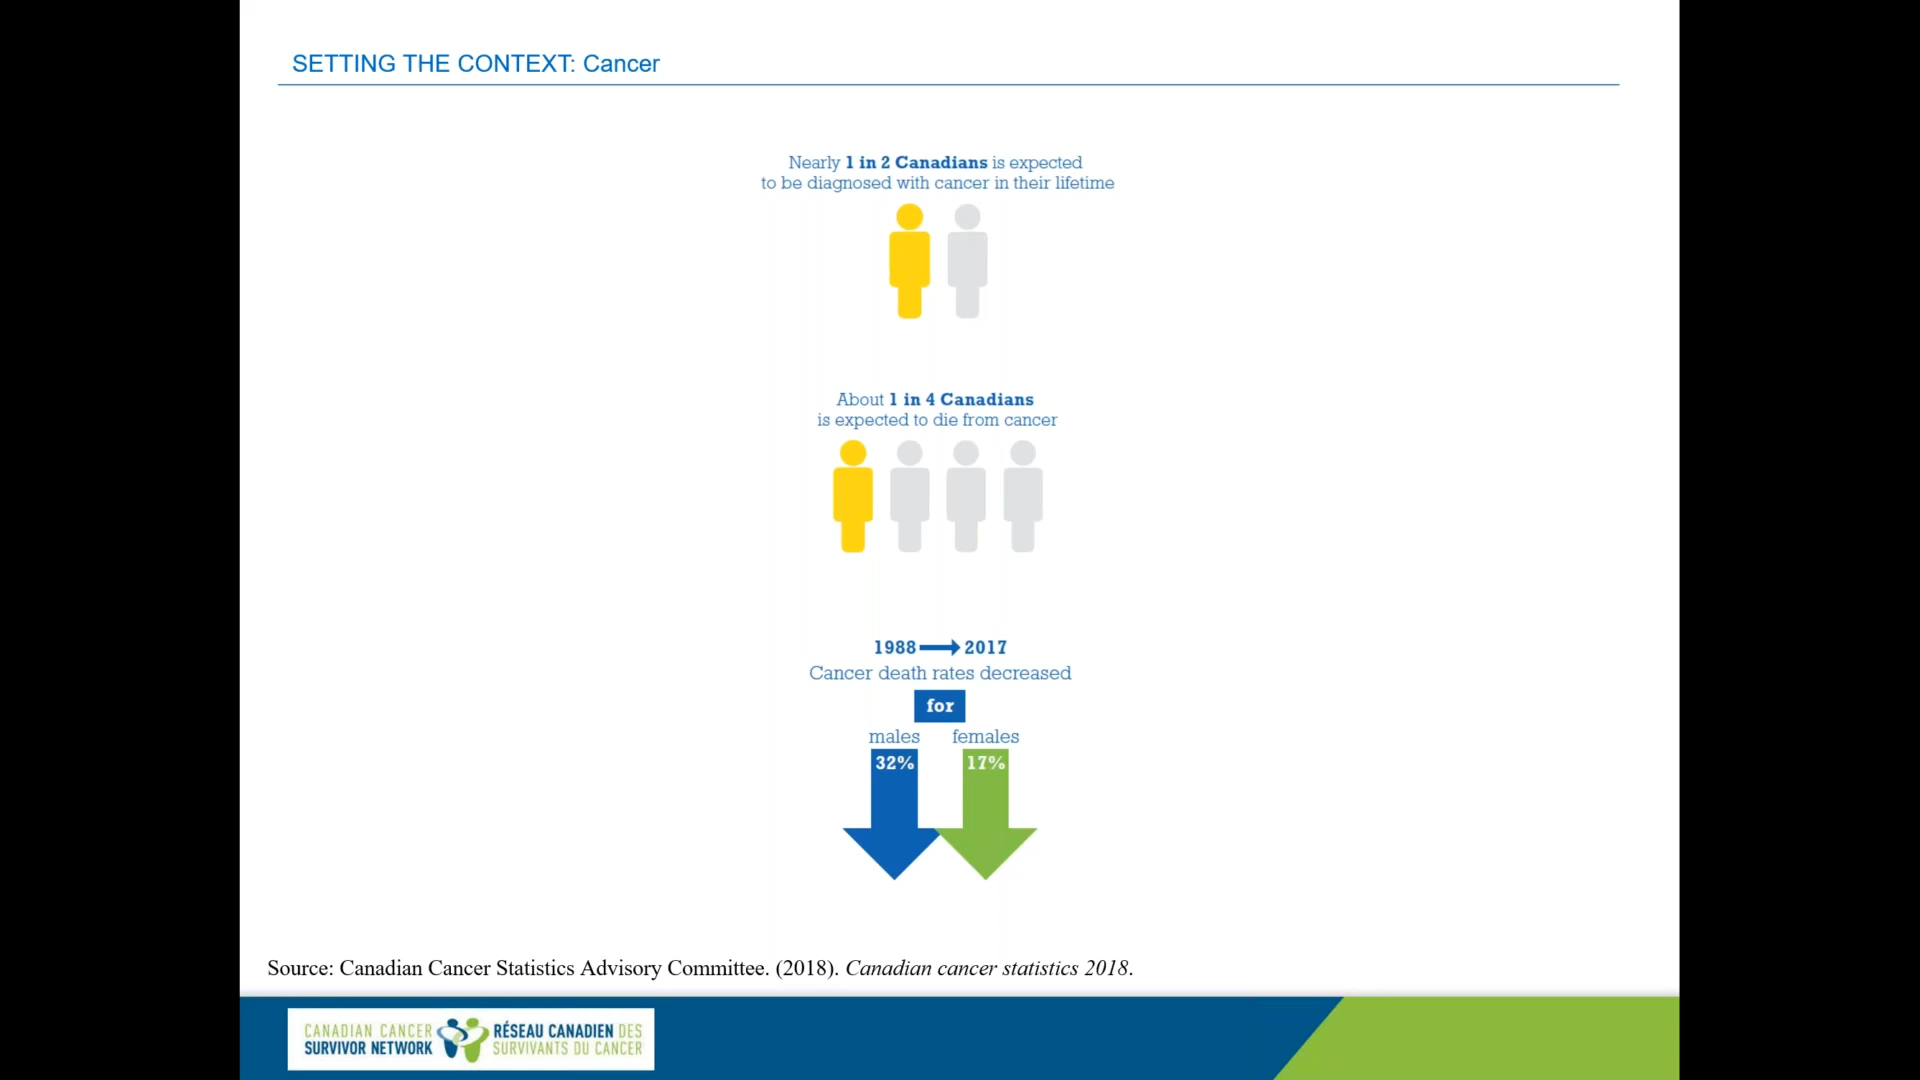 SETTING THE CONTEXT: Cancer
Nearly 1 in 2 Canadians is expected
to be diagnosed with cancer in their lifetime
About 1 in 4 Canadians
is expected to die from cancer
1988 2017
Cancer death rates decreased
for
males females
32% 17%
Source: Canadian Cancer Statistics Advisory Committee. (2018). Canadian cancer statistics 2018.
CANADIAN CANCER
SURVIVOR NETWORK
RÉSEAU CANADIEN DES
SURVIVANTS DU CANCER